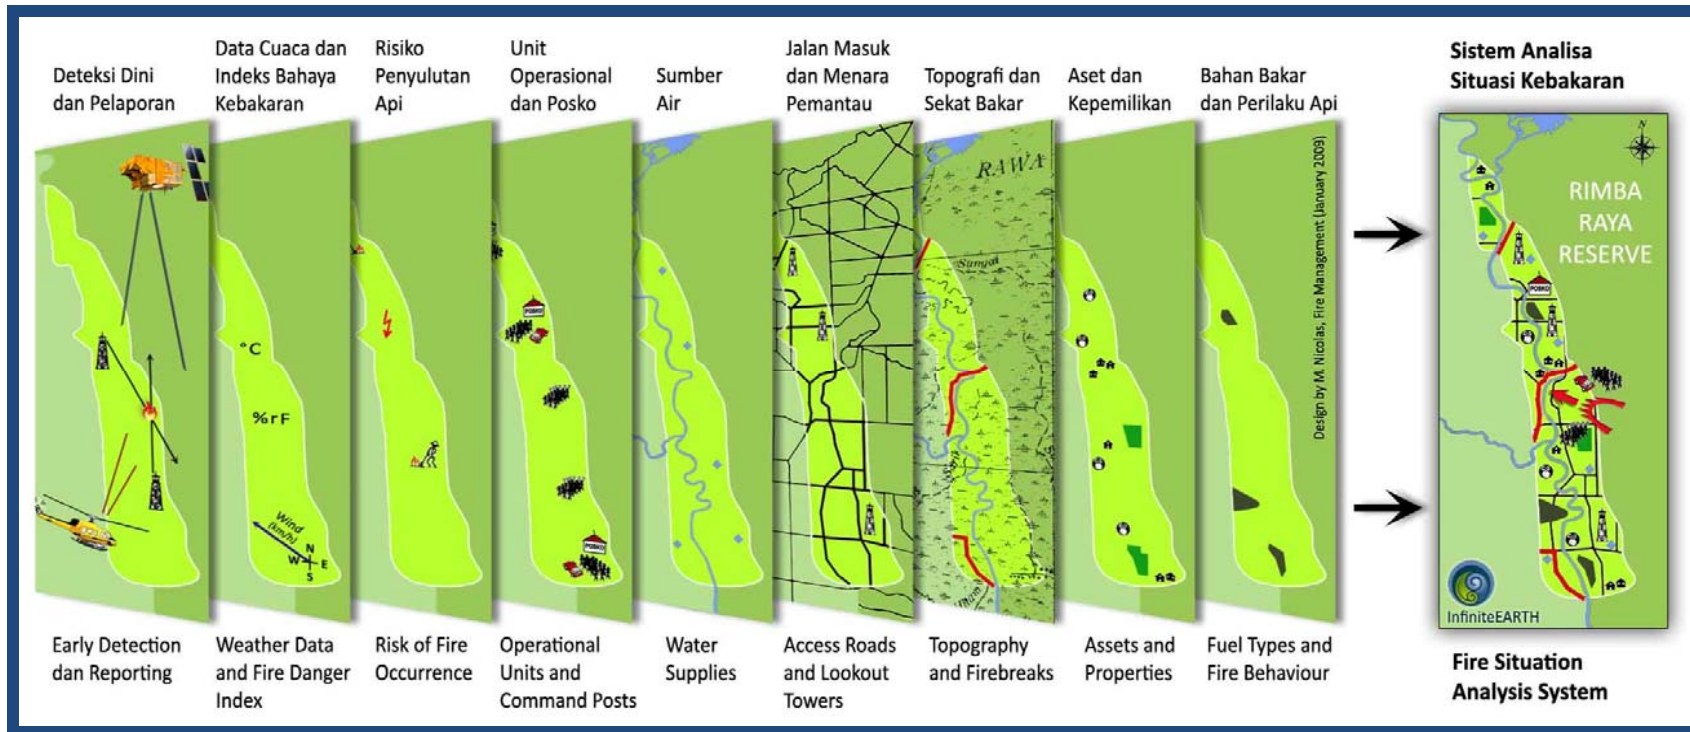 Deteksi Dini
dan Pelaporan
Data Cuaca dan
Indeks Bahaya
Kebakaran
Risiko
Penyulutan
Api
Unit
Operasional
dan Posko
Sumber
Air
Jalan Masuk
dan Menara
Pemantau
Topografi dan
Sekat Bakar
Aset dan
Kepemilikan
Bahan Bakar
dan Perilaku Api
Sistem Analisa
Situasi Kebakaran
°C
%rF
Wind
(km/h)
N
W
E
S
POSKO
POSKO
RAWA
Sungai
Design by M. Nicolas, Fire Management (January 2009)
N
RIMBA
RAYA
RESERVE
POSKO
InfiniteEARTH
Early Detection
dan Reporting
Weather Data
and Fire Danger
Index
Risk of Fire
Occurrence
Operational
Units and
Command Posts
Water
Supplies
Access Roads
and Lookout
Towers
Topography
and Firebreaks
Assets and
Properties
Fuel Types and
Fire Behaviour
Fire Situation
Analysis System